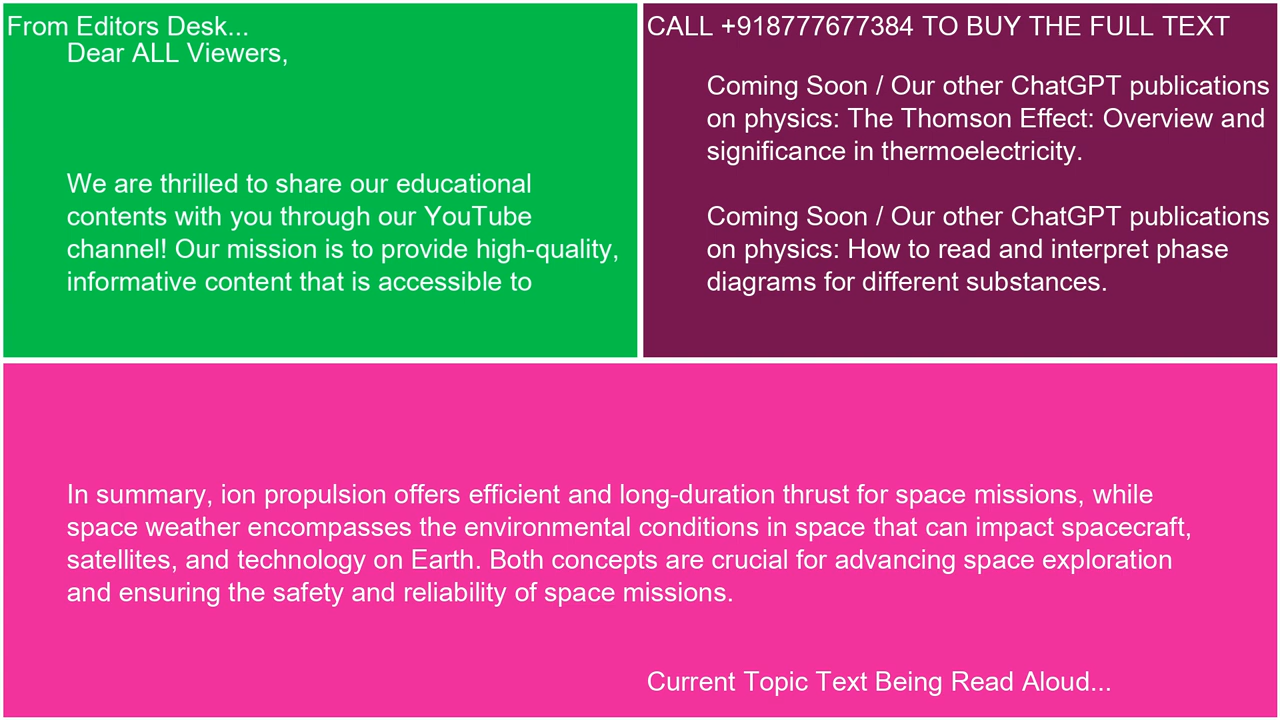 From Editors Desk...
Dear ALL Viewers,
We are thrilled to share our educational
contents with you through our YouTube
channel! Our mission is to provide high-quality,
informative content that is accessible to
CALL +918777677384 TO BUY THE FULL TEXT
Coming Soon / Our other ChatGPT publications
on physics: The Thomson Effect: Overview and
significance in thermoelectricity.
Coming Soon / Our other ChatGPT publications
on physics: How to read and interpret phase
diagrams for different substances.
In summary, ion propulsion offers efficient and long-duration thrust for space missions, while
space weather encompasses the environmental conditions in space that can impact spacecraft,
satellites, and technology on Earth. Both concepts are crucial for advancing space exploration
and ensuring the safety and reliability of space missions.
Current Topic Text Being Read Aloud...